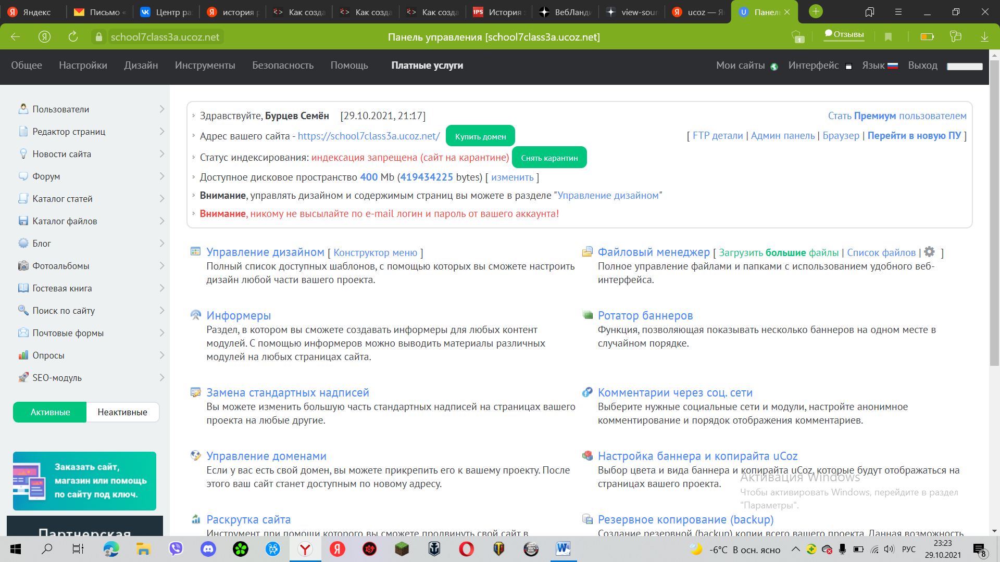 Яндекс
Письмо «
Центр ра
история р
Как созда
Как созда
Как созда
История з
ВебЛанди
view-sour
ucoz — Я
Панель
school7class3a.ucoz.net
Панель управления [school7class3a.ucoz.net]
1
Отзывы
Общее Настройки Дизайн Инструменты Безопасность Помощь Платные услуги
Мои сайты Интерфейс Язык Выход
Пользователи
Редактор страниц
Новости сайта
Форум
Каталог статей
Каталог файлов
Блог
Фотоальбомы
Гостевая книга
Поиск по сайту
Почтовые формы
Опросы
SEO-модуль
Активные Неактивные
Заказать сайт,
магазин или помощь
по сайту под ключ.
Партнерская
Здравствуйте, Бурцев Семён [29.10.2021, 21:17]
Стать Премиум пользователем
Адрес вашего сайта - https://school7class3a.ucoz.net/ Купить домен
[ FTP детали | Админ панель | Браузер | Перейти в новую ПУ ]
Статус индексирования: индексация запрещена (сайт на карантине) Снять карантин
Доступное дисковое пространство 400 Mb (419434225 bytes) [ изменить ]
Внимание, управлять дизайном и содержимым страниц вы можете в разделе "Управление дизайном"
Внимание, никому не высылайте по e-mail логин и пароль от вашего аккаунта!
Управление дизайном [ Конструктор меню ]
Полный список доступных шаблонов, с помощью которых вы сможете настроить
дизайн любой части вашего проекта.
Файловый менеджер [ Загрузить большие файлы | Список файлов | ]
Полное управление файлами и папками с использованием удобного веб-
интерфейса.
Информеры
Раздел, в котором вы сможете создавать информеры для любых контент
модулей. С помощью информеров можно выводить материалы различных
модулей на любых страницах сайта.
Ротатор баннеров
Функция, позволяющая показывать несколько баннеров на одном месте в
случайном порядке.
Замена стандартных надписей
Вы можете изменить большую часть стандартных надписей на страницах вашего
проекта на любые другие.
Комментарии через соц. сети
Выберите нужные социальные сети и модули, настройте анонимное
комментирование и порядок отображения комментариев.
Управление доменами
Если у вас есть свой домен, вы можете прикрепить его к вашему проекту. После
этого ваш сайт станет доступным по новому адресу.
Настройка баннера и копирайта uCoz
Выбор цвета и вида баннера и копирайта uCoz, которые будут отображаться на
страницах вашего проекта.
Активация Windows
Чтобы активировать Windows, перейдите в раздел
"Параметры".
Раскрутка сайта
Инструмент, при помощи которого вы сможете продвинуть свой сайт в
Резервное копирование (backup)
Создание резервной (backup) копии всего вашего проекта. Данная возможность
-6°C В осн. ясно
РУС
23:23
29.10.2021
8